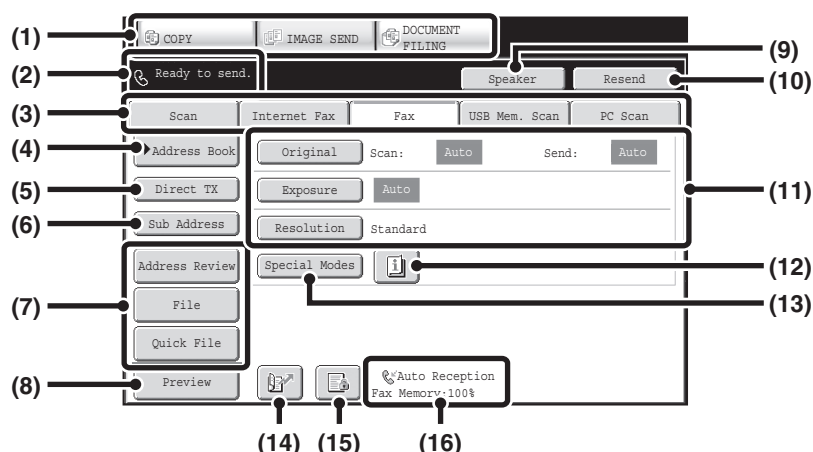 (1) COPY IMAGE SEND DOCUMENT FILING
(2) Ready to send. Speaker Resend (9) (10)
(3) Scan Internet Fax Fax USB Mem. Scan PC Scan
(4) Address Book Original Scan: Auto Send: Auto
(5) Direct TX Exposure Auto (11)
(6) Sub Address Resolution Standard
Address Review Special Modes (12)
(7) File (13)
Quick File
(8) Preview Auto Reception
Fax Memory:100%
(14) (15) (16)